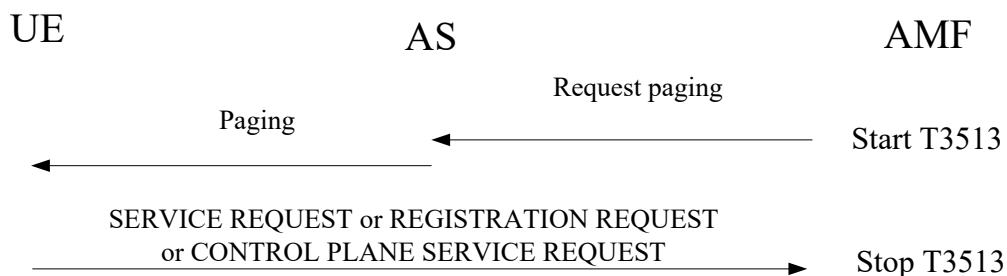 UE
AS
AMF
Request paging
Paging
Start T3513
SERVICE REQUEST or REGISTRATION REQUEST
or CONTROL PLANE SERVICE REQUEST
Stop T3513